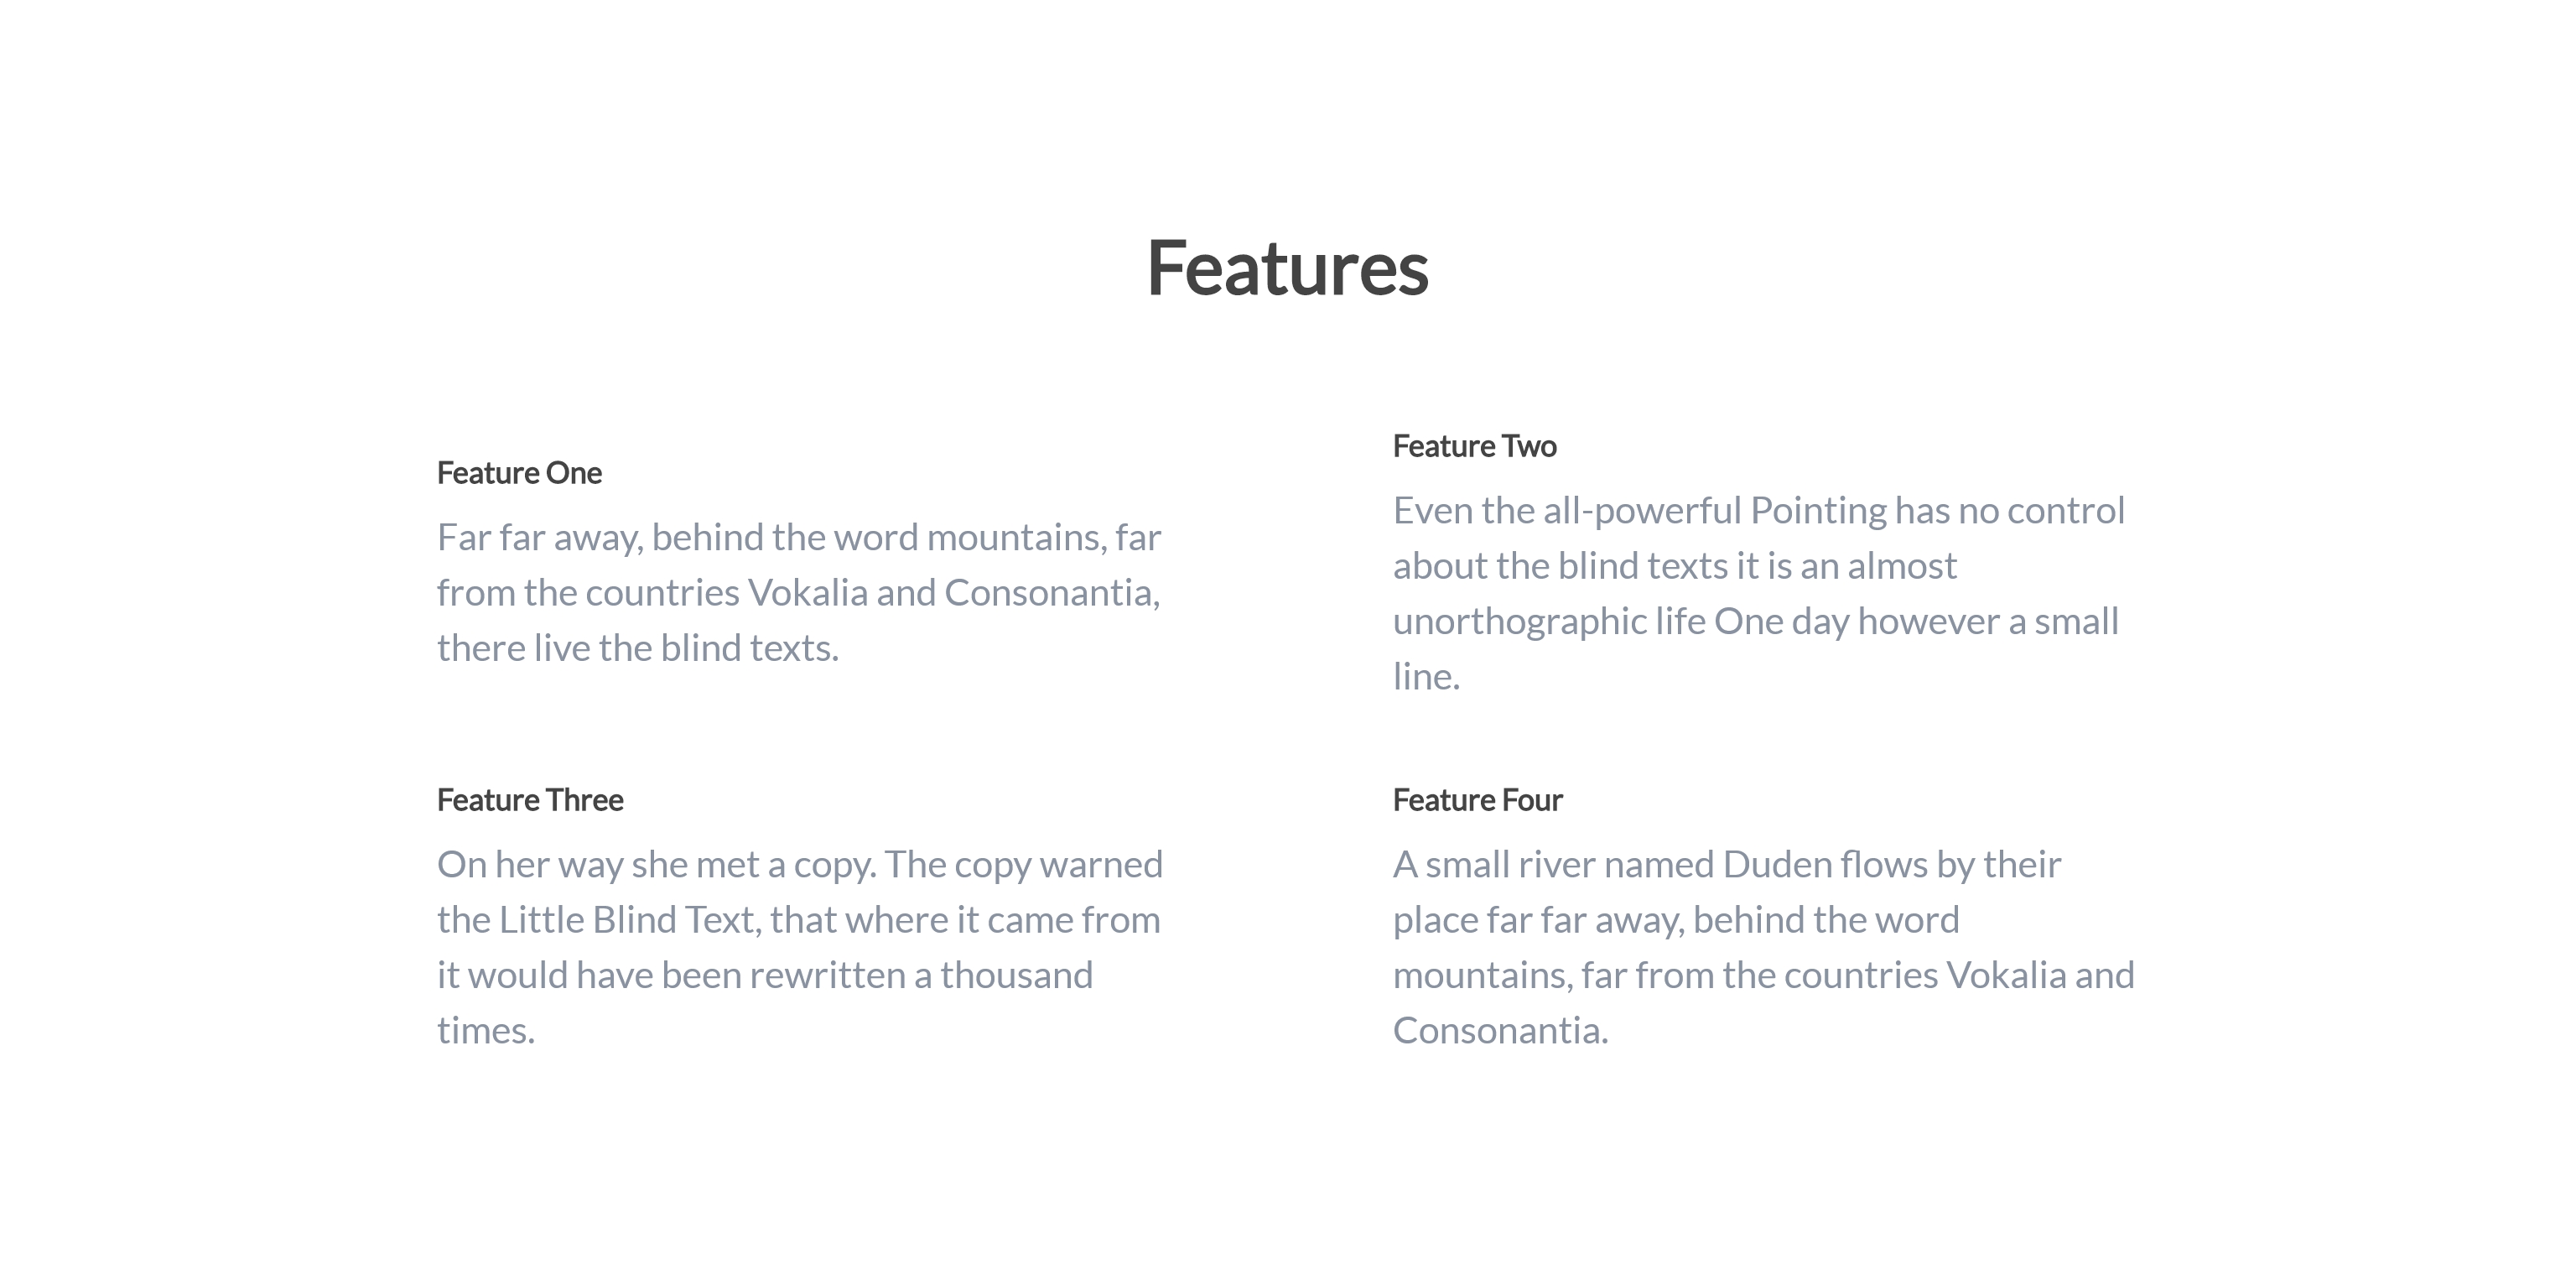 Features
Feature One
Far far away, behind the word mountains, far
from the countries Vokalia and Consonantia,
there live the blind texts.
Feature Two
Even the all-powerful Pointing has no control
about the blind texts it is an almost
unorthographic life One day however a small
line.
Feature Three
On her way she met a copy. The copy warned
the Little Blind Text, that where it came from
it would have been rewritten a thousand
times.
Feature Four
A small river named Duden flows by their
place far far away, behind the word
mountains, far from the countries Vokalia and
Consonantia.